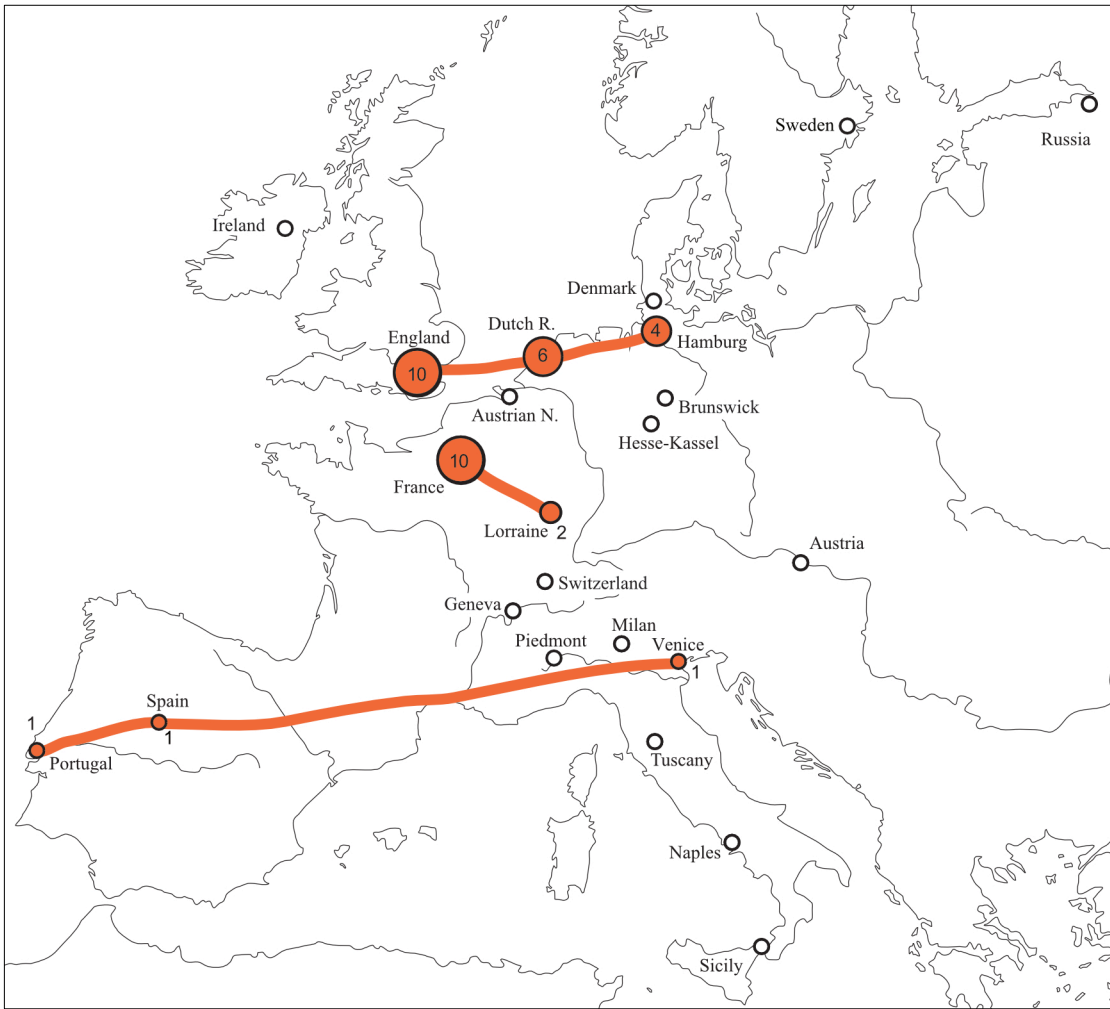 Sweden
Russia
Ireland
Denmark
Dutch R.
4
England
Hamburg
6
10
Brunswick
Austrian N.
Hesse-Kassel
10
France
Lorraine
2
Austria
Switzerland
Geneva
Milan
Piedmont
Venice
1
Spain
1
1
Portugal
Tuscany
Naples
Sicily